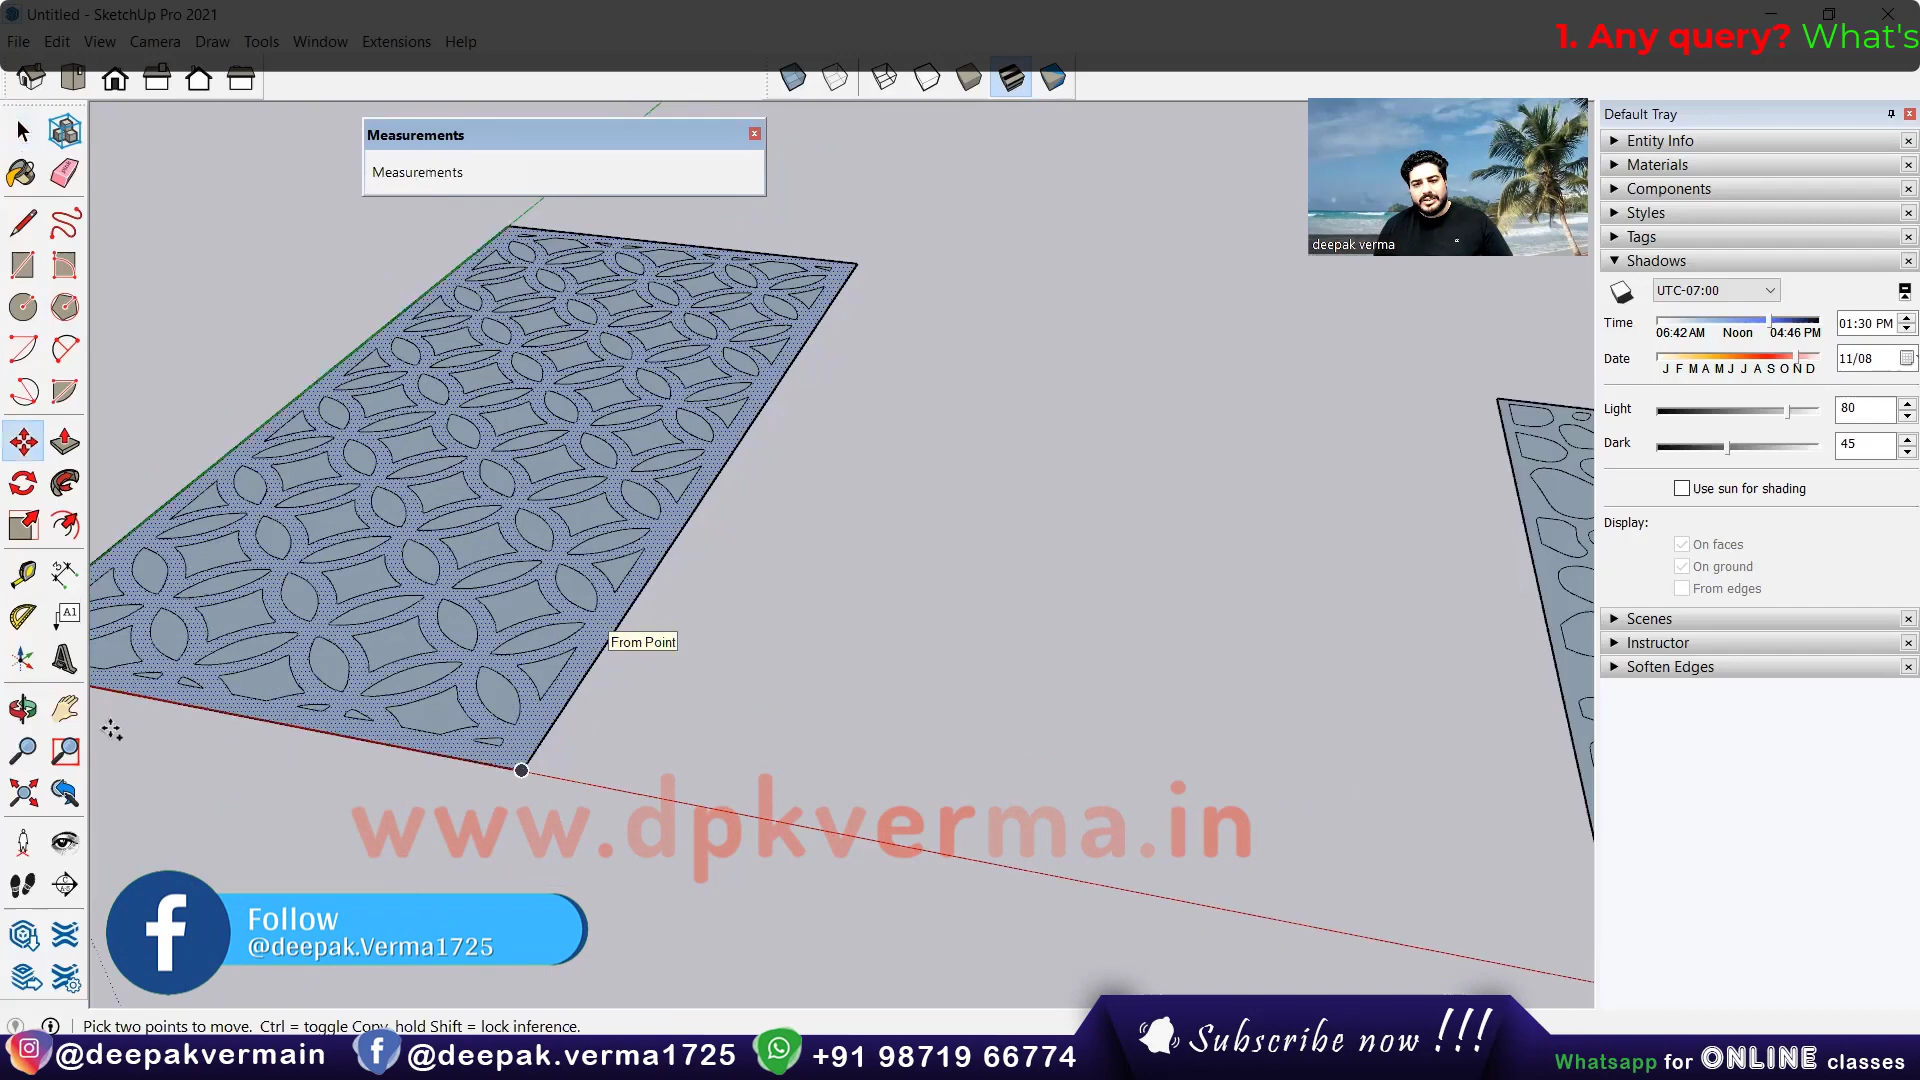 Untitled - SketchUp Pro 2021
1. Any query? What's
File Edit View Camera Draw Tools Window Extensions Help
Measurements
Measurements
deepak verma
From Point
A1
Default Tray
Entity Info
Materials
Components
Styles
Tags
Shadows
UTC-07:00
Time
06:42 AM Noon 04:46 PM
01:30 PM
Date
J F M A M J J A S O N D
11/08
Light 80
Dark 45
Use sun for shading
Display:
On faces
On ground
From edges
Scenes
Instructor
Soften Edges
www.dpkverma.in
Follow
@deepak.Verma1725
Pick two points to move. Ctrl = toggle Copy, hold Shift = lock inference.
@deepakvermain @deepak.verma1725 +91 98719 66774
Subscribe now !!!
Whatsapp for ONLINE classes